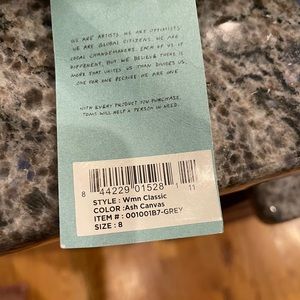 WE ARE ARTISTS. WE ARE OPTIMISTS.
WE ARE GLOBAL CITIZENS. WE ARE
LOCAL CHANGEMAKERS. EACH OF US IS
DIFFERENT, BUT WE BELIEVE THERE IS
MORE THAT UNITES US THAN DIVIDES US,
ONE FOR ONE BECAUSE WE ARE ONE
WITH EVERY PRODUCT YOU PURCHASE,
TOMS WILL HELP A PERSON IN NEED.
8 44229 01528 1 11
STYLE : Wmn Classic
COLOR : Ash Canvas
ITEM # : 001001B7-GREY
SIZE : 8